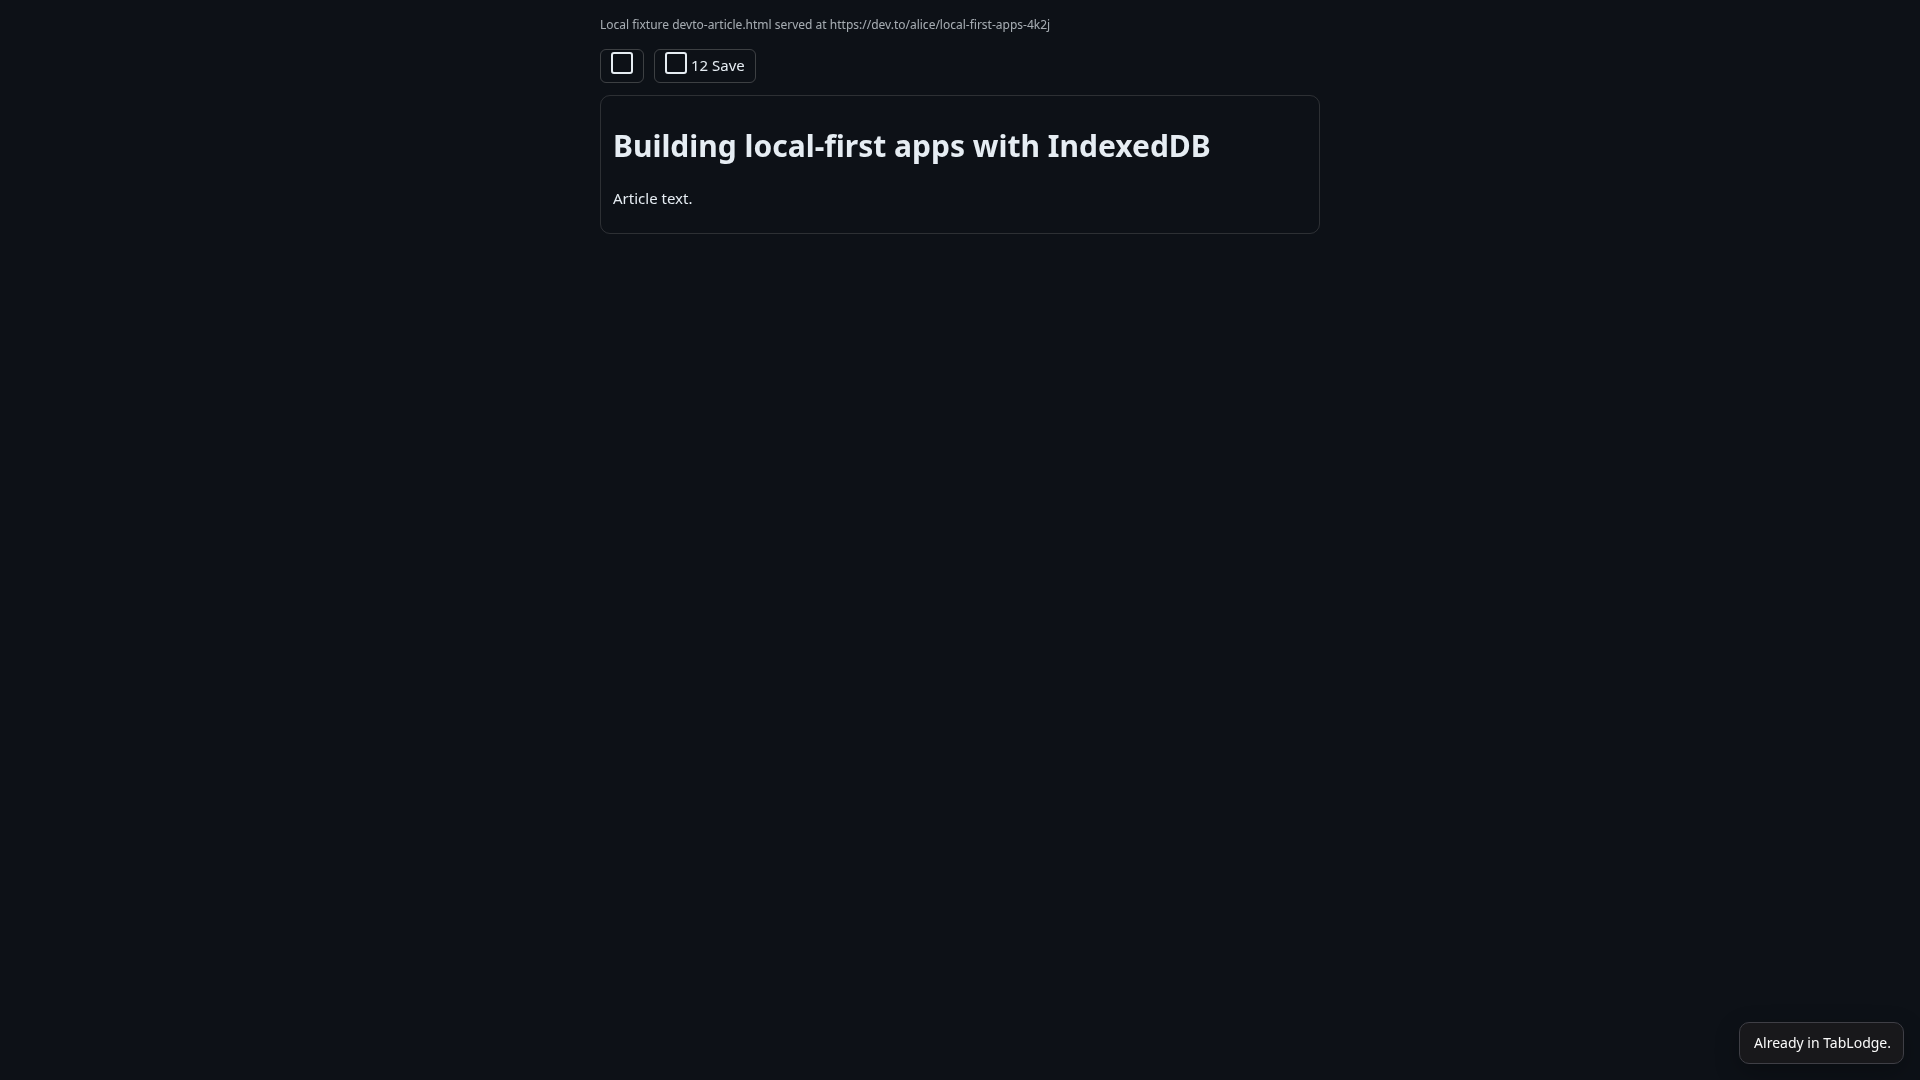 Local fixture devto-article.html served at https://dev.to/alice/local-first-apps-4k2j
12 Save
Building local-first apps with IndexedDB
Article text.
Already in TabLodge.